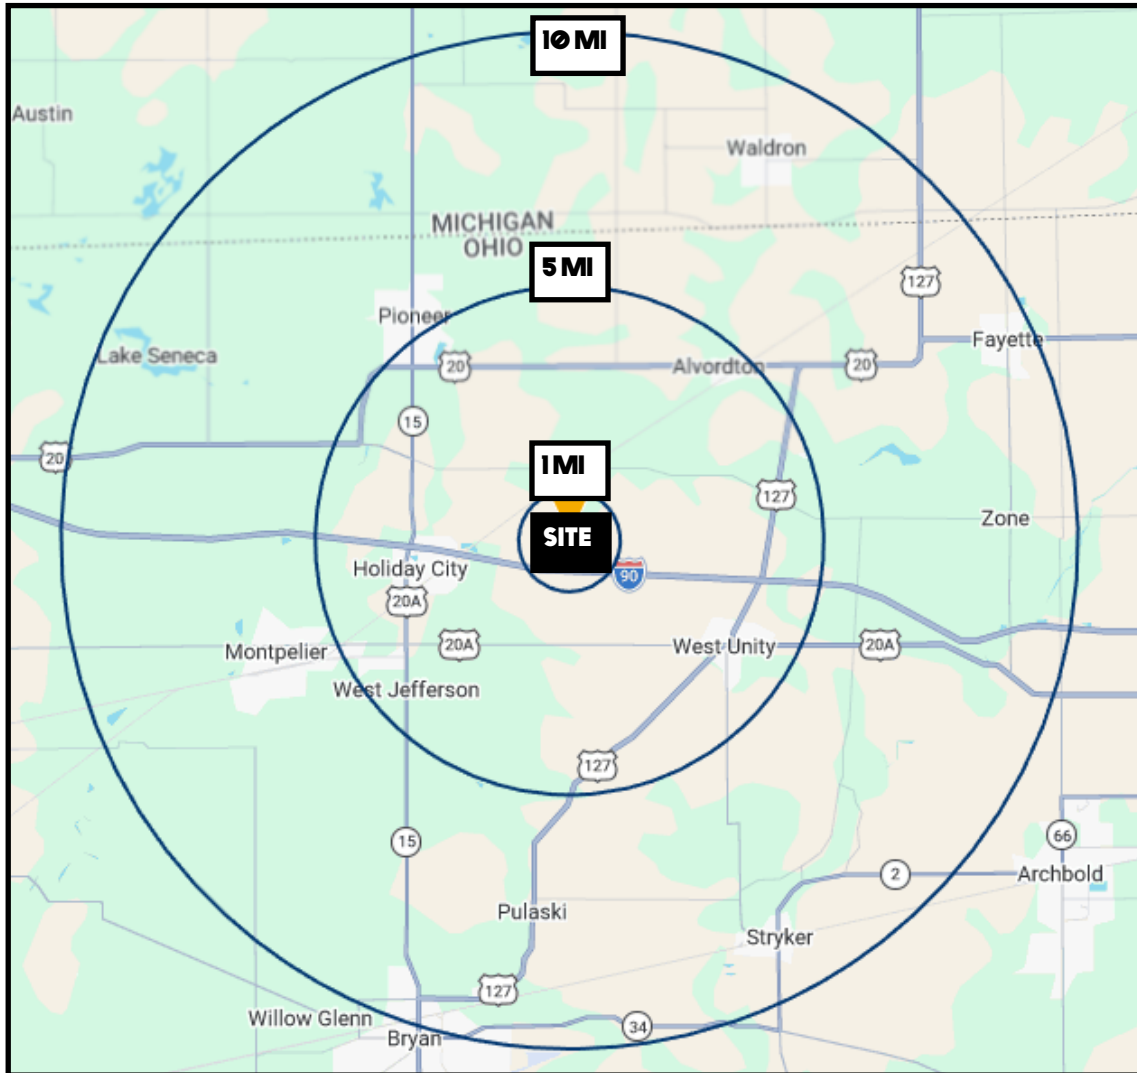 10 MI
Austin
Waldron
MICHIGAN
OHIO
5 MI
127
Pioneer
Fayette
Lake Seneca
20
Alvordton
20
15
1 MI
20
127
SITE
Zone
Holiday City
90
20A
Montpelier
20A
West Unity
20A
West Jefferson
127
15
66
2
Archbold
Pulaski
Stryker
127
Willow Glenn
34
Bryan